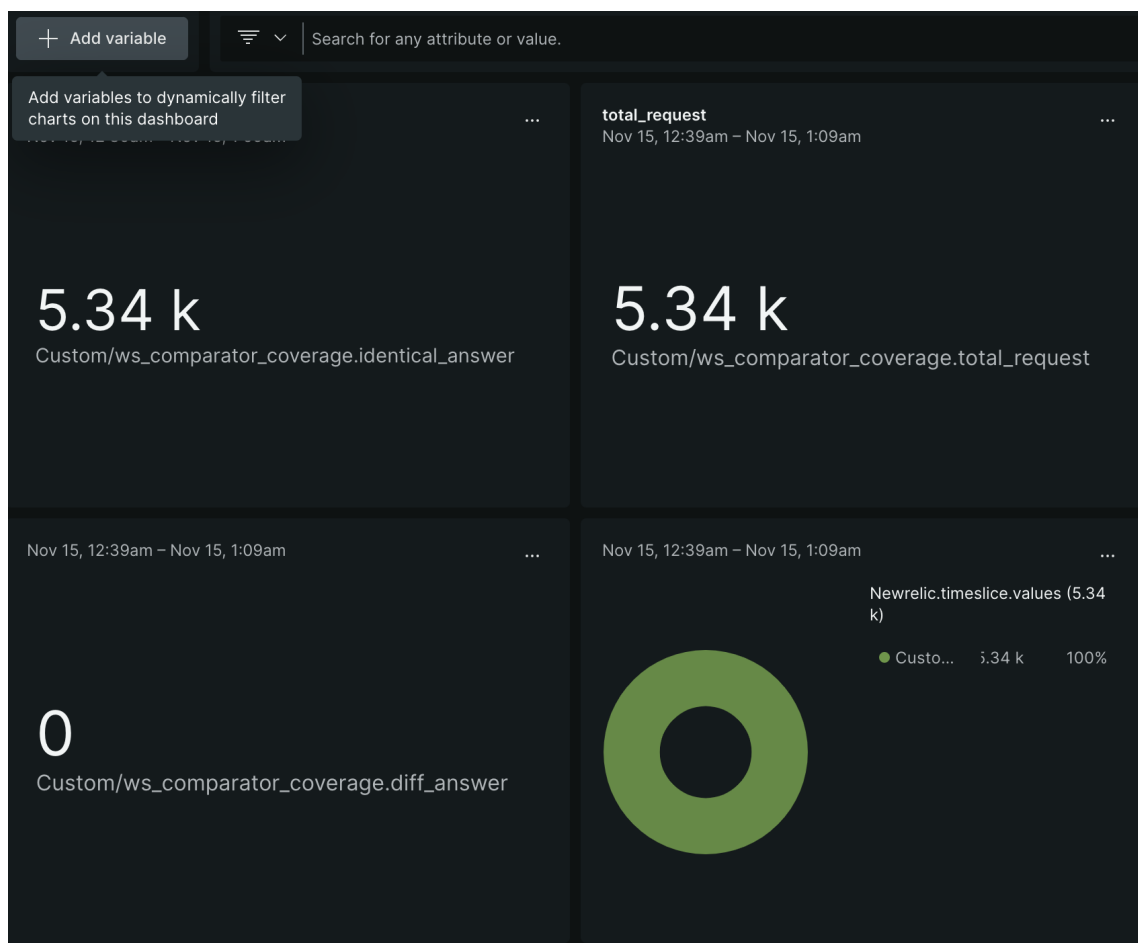 Add variable
Search for any attribute or value.
Add variables to dynamically filter
charts on this dashboard
...
5.34 k
Custom/ws_comparator_coverage.identical_answer
total_request
...
Nov 15, 12:39am – Nov 15, 1:09am
5.34 k
Custom/ws_comparator_coverage.total_request
Nov 15, 12:39am – Nov 15, 1:09am
...
0
Custom/ws_comparator_coverage.diff_answer
Nov 15, 12:39am – Nov 15, 1:09am
...
Newrelic.timeslice.values (5.34
k)
Custo... 5.34 k 100%